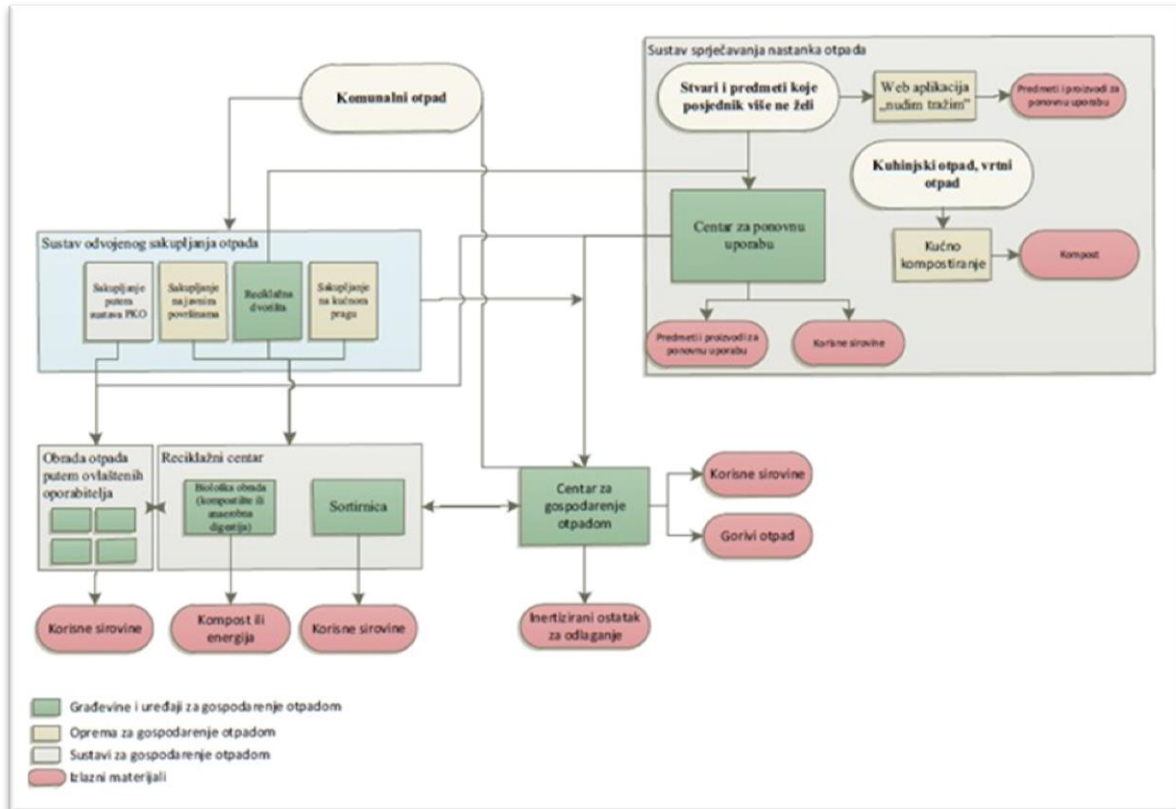 Sustav sprječavanja nastanka otpada
Komunalni otpad
Stvari i predmeti koje
posjednik više ne želi
Web aplikacija
„nudim tražim”
Predmeti i proizvodi za
ponovnu uporabu
Kuhinjski otpad, vrtni
otpad
Centar za ponovnu
uporabu
Kućno
kompostiranje
Kompost
Predmeti i proizvodi za
ponovnu uporabu
Korisne sirovine
Sustav odvojenog sakupljanja otpada
Sakupljanje
putem
sustava PKO
Sakupljanje
na javnim
površinama
Reciklažna
dvorišta
Sakupljanje
na kućnom
pragu
Obrada otpada
putem ovlaštenih
oporabitelja
Reciklažni centar
Biološka obrada
(kompostište ili
anaerobna
digestija)
Sortirnica
Centar za
gospodarenje
otpadom
Korisne sirovine
Gorivi otpad
Korisne sirovine
Kompost ili
energija
Korisne sirovine
Inertizirani ostatak
za odlaganje
Građevine i uređaji za gospodarenje otpadom
Oprema za gospodarenje otpadom
Sustavi za gospodarenje otpadom
Izlazni materijali